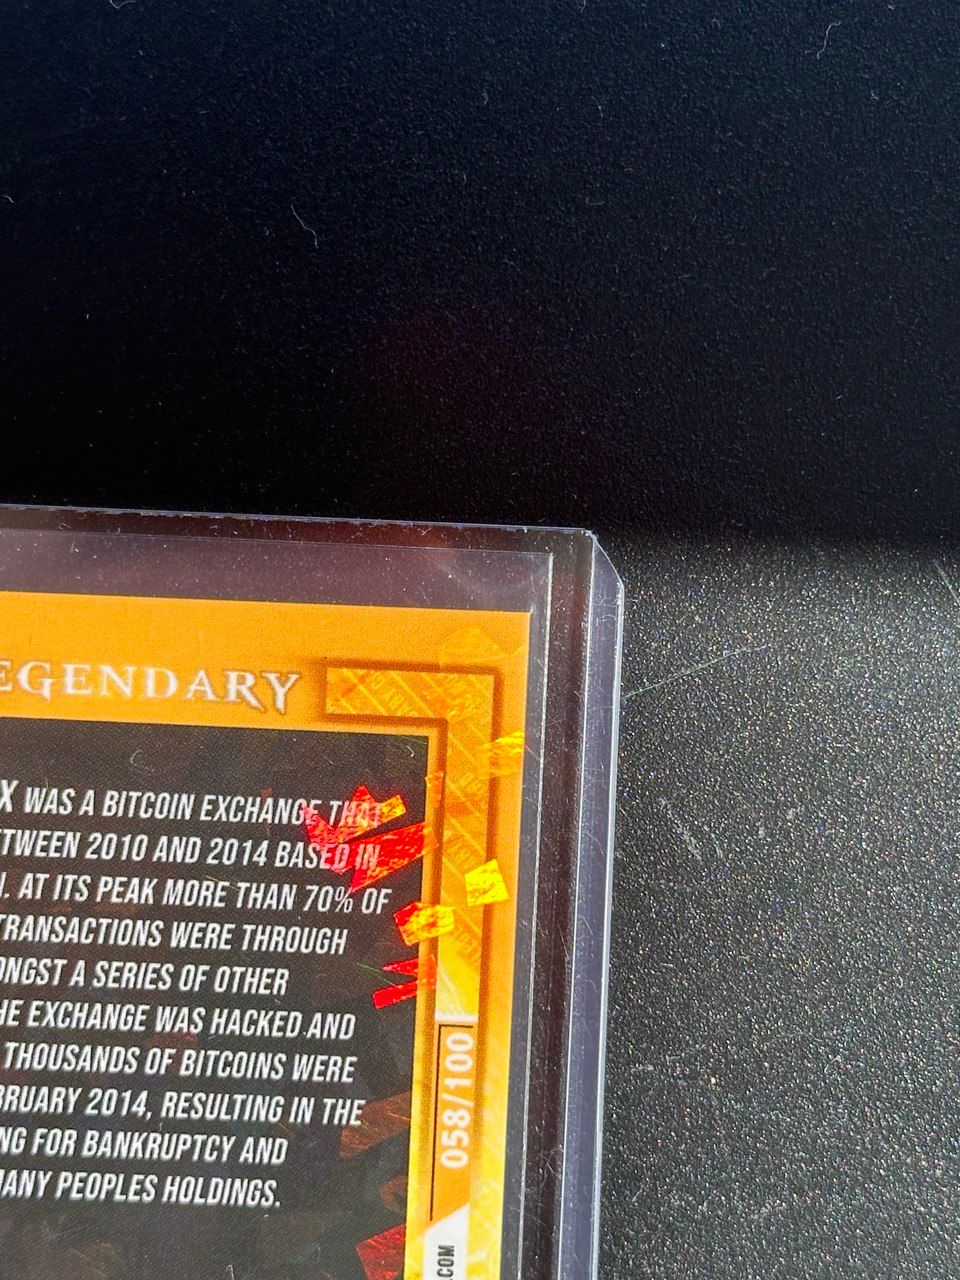 EGENDARY
X WAS A BITCOIN EXCHANGE THAT
TWEEN 2010 AND 2014 BASED IN
. AT ITS PEAK MORE THAN 70% OF
TRANSACTIONS WERE THROUGH
ONGST A SERIES OF OTHER
HE EXCHANGE WAS HACKED AND
THOUSANDS OF BITCOINS WERE
BRUARY 2014, RESULTING IN THE
NG FOR BANKRUPTCY AND
MANY PEOPLES HOLDINGS.
058/100
.COM